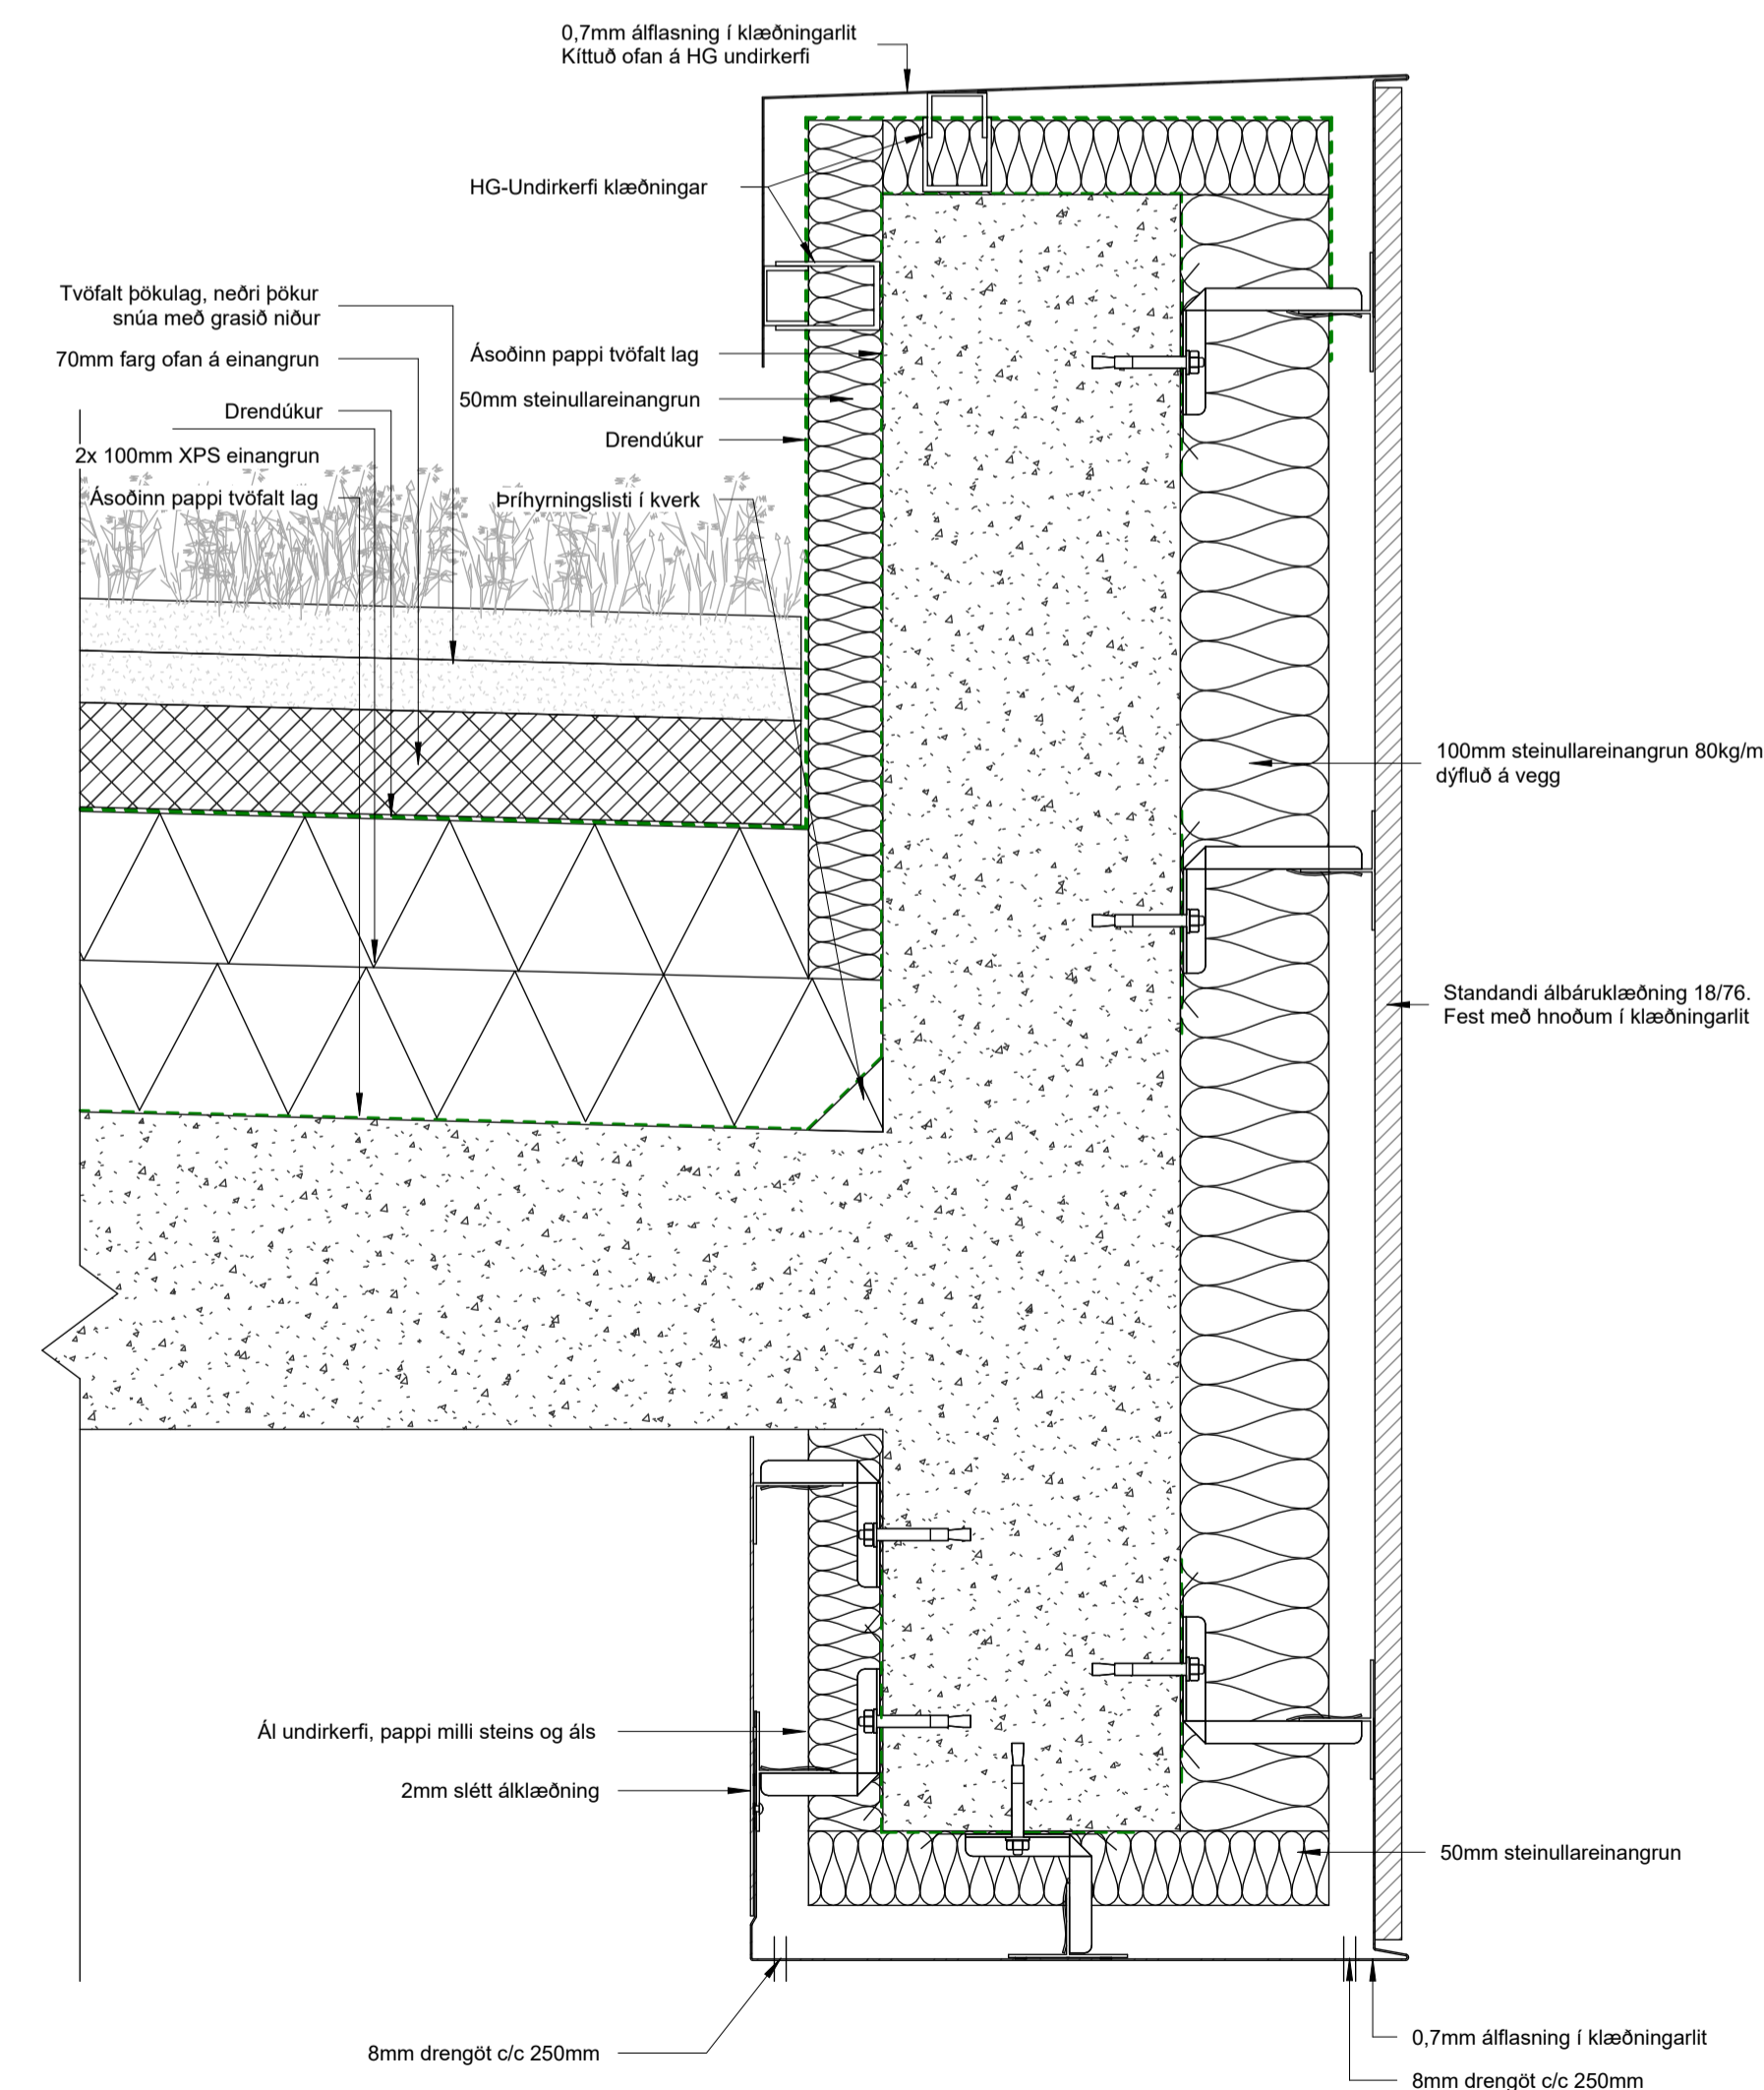 0,7mm álflasning í klæðningarlit
Kíttuð ofan á HG undirkerfi
HG-Undirkerfi klæðningar
Tvöfalt þökulag, neðri þökur
snúa með grasið niður
70mm farg ofan á einangrun
Drendúkur
2x 100mm XPS einangrun
Ásoðinn pappi tvöfalt lag
Ásoðinn pappi tvöfalt lag
50mm steinullareinangrun
Drendúkur
Þríhyrningslisti í kverk
100mm steinullareinangrun 80kg/m
dýfluð á vegg
Standandi álbáruklæðning 18/76.
Fest með hnoðum í klæðningarlit
Ál undirkerfi, pappi milli steins og áls
2mm slétt álklæðning
50mm steinullareinangrun
8mm drengöt c/c 250mm
0,7mm álflasning í klæðningarlit
8mm drengöt c/c 250mm